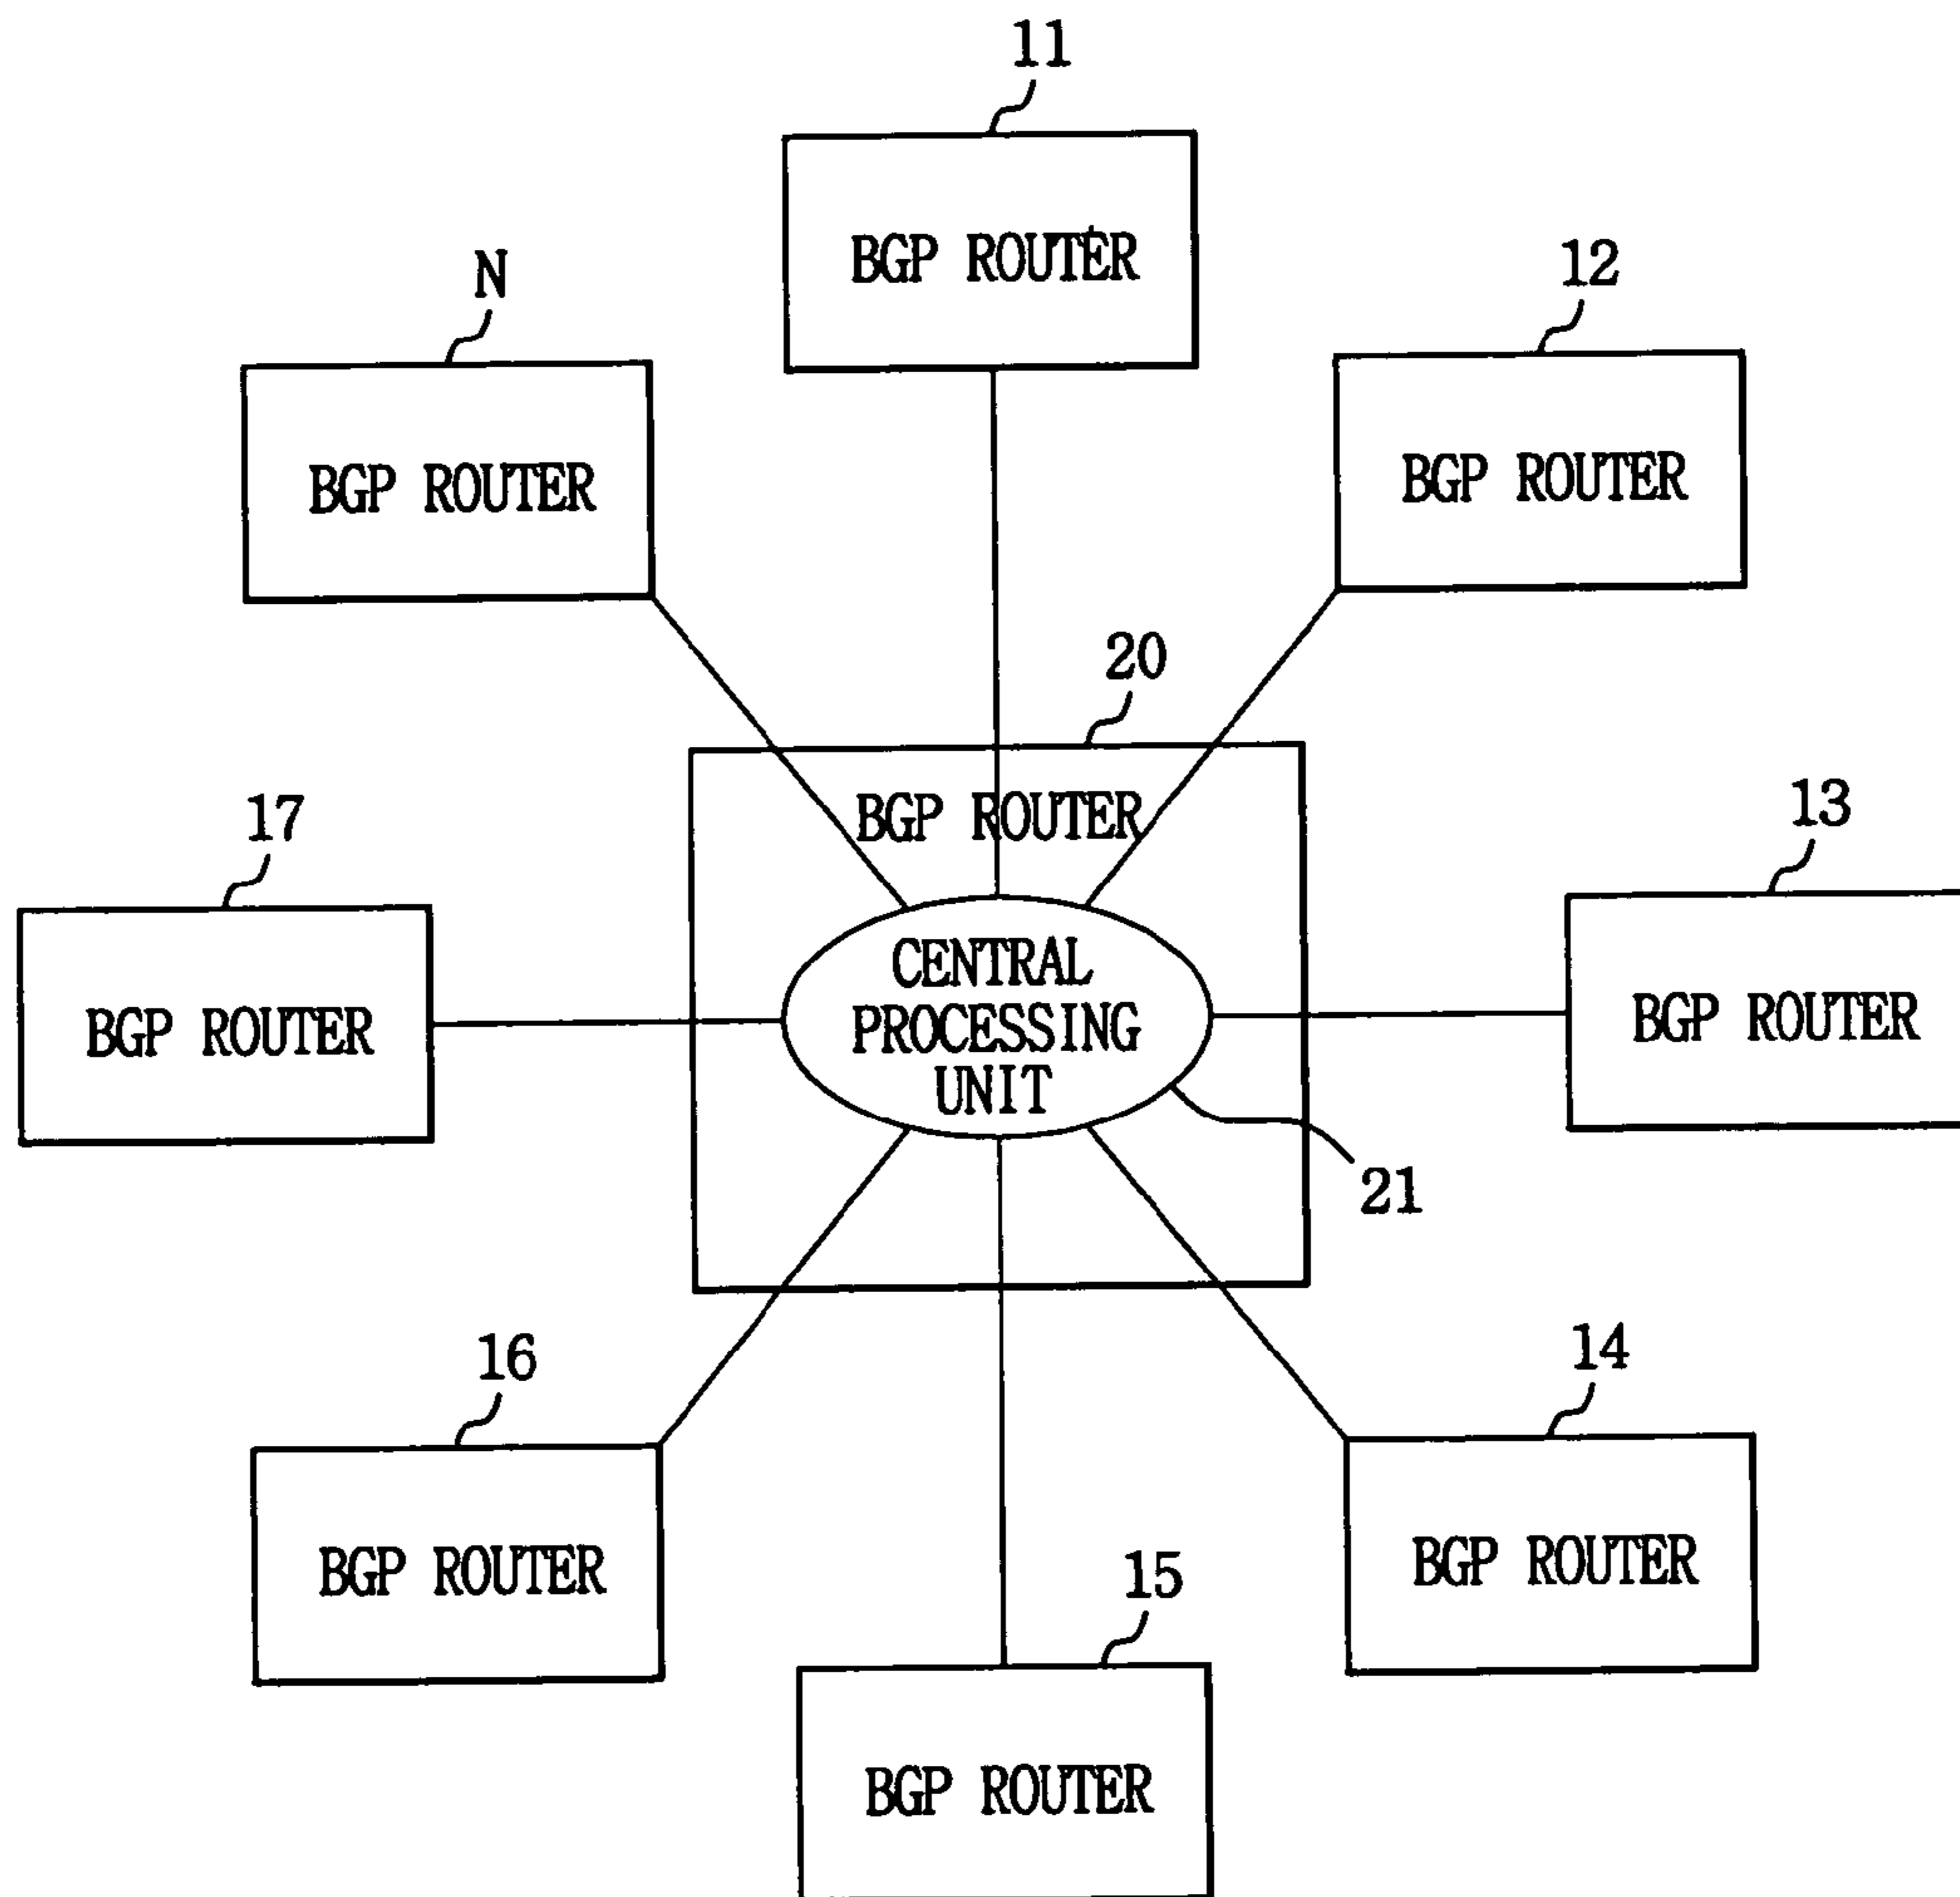 11
BGP ROUTER
N
BGP ROUTER
12
BGP ROUTER
20
BGP ROUTER
17
BGP ROUTER
13
BGP ROUTER
CENTRAL
PROCESSING
UNIT
21
16
BGP ROUTER
14
BGP ROUTER
15
BGP ROUTER